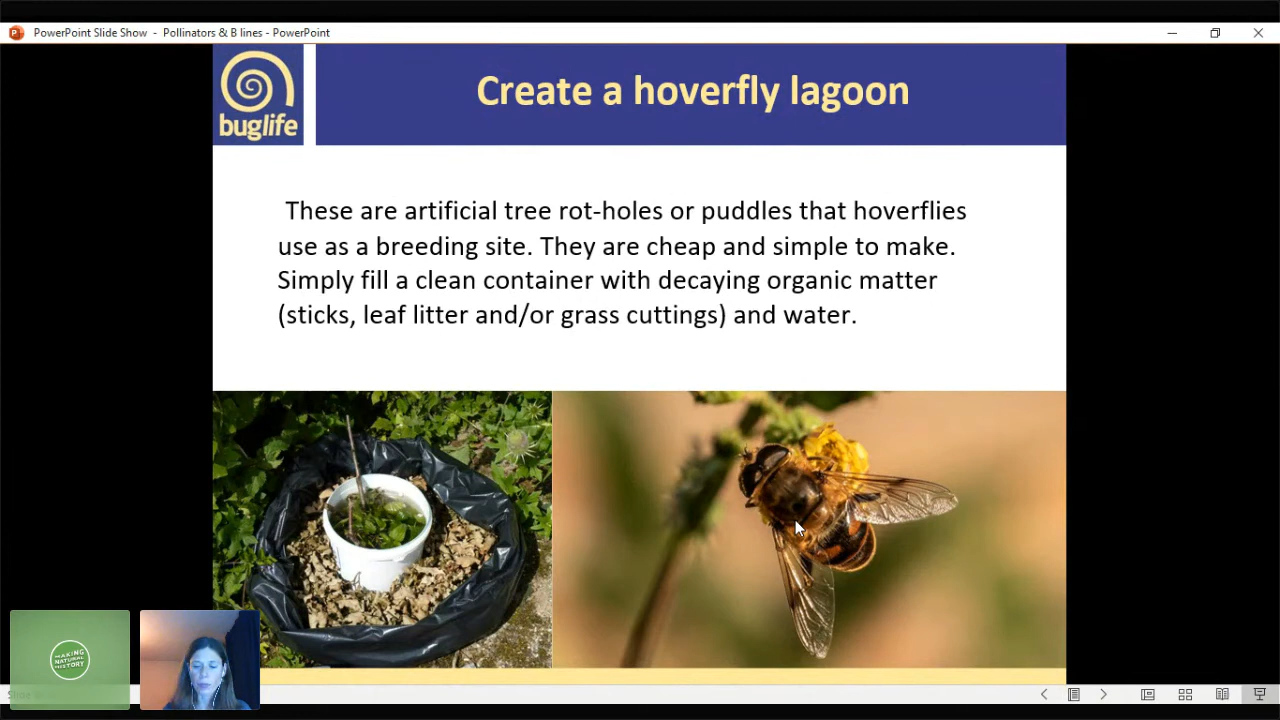 PowerPoint Slide Show - Pollinators & B lines - PowerPoint
buglife
Create a hoverfly lagoon
These are artificial tree rot-holes or puddles that hoverflies
use as a breeding site. They are cheap and simple to make.
Simply fill a clean container with decaying organic matter
(sticks, leaf litter and/or grass cuttings) and water.
MAKING
NATURAL
HISTORY